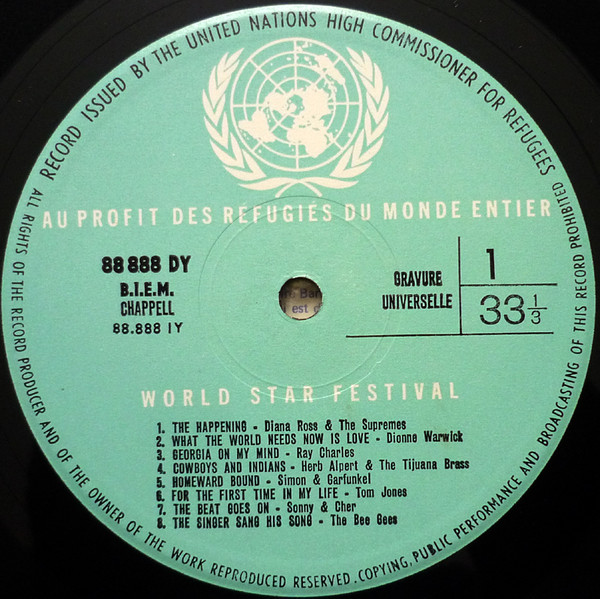 RECORD ISSUED BY THE UNITED NATIONS HIGH COMMISSIONER FOR REFUGEES
ALL RIGHTS OF THE RECORD PRODUCER AND OF THE OWNER OF THE WORK REPRODUCED RESERVED. COPYING, PUBLIC PERFORMANCE AND BROADCASTING OF THIS RECORD PROHIBITED
AU PROFIT DES RÉFUGIÉS DU MONDE ENTIER
88 888 DY
B.I.E.M.
CHAPPELL
88.888 1Y
GRAVURE
UNIVERSELLE
1
33 1/3
est
WORLD STAR FESTIVAL
1. THE HAPPENING - Diana Ross & The Supremes
2. WHAT THE WORLD NEEDS NOW IS LOVE - Dionne Warwick
3. GEORGIA ON MY MIND - Ray Charles
4. COWBOYS AND INDIANS - Herb Alpert & The Tijuana Brass
5. HOMEWARD BOUND - Simon & Garfunkel
6. FOR THE FIRST TIME IN MY LIFE - Tom Jones
7. THE BEAT GOES ON - Sonny & Cher
8. THE SINGER SANG HIS SONG - The Bee Gees